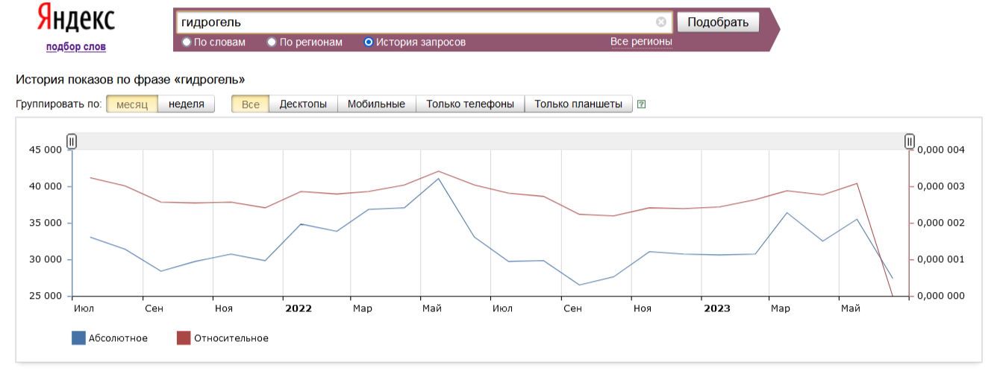 Яндекс
подбор слов
гидрогель
Подобрать
По словам По регионам История запросов Все регионы
История показов по фразе «гидрогель»
Группировать по: месяц неделя Все Десктопы Мобильные Только телефоны Только планшеты ?
45 000 0,000 004
40 000 0,000 003
35 000 0,000 002
30 000 0,000 001
25 000 0,000 000
Июл Сен Ноя 2022 Мар Май Июл Сен Ноя 2023 Мар Май
Абсолютное Относительное